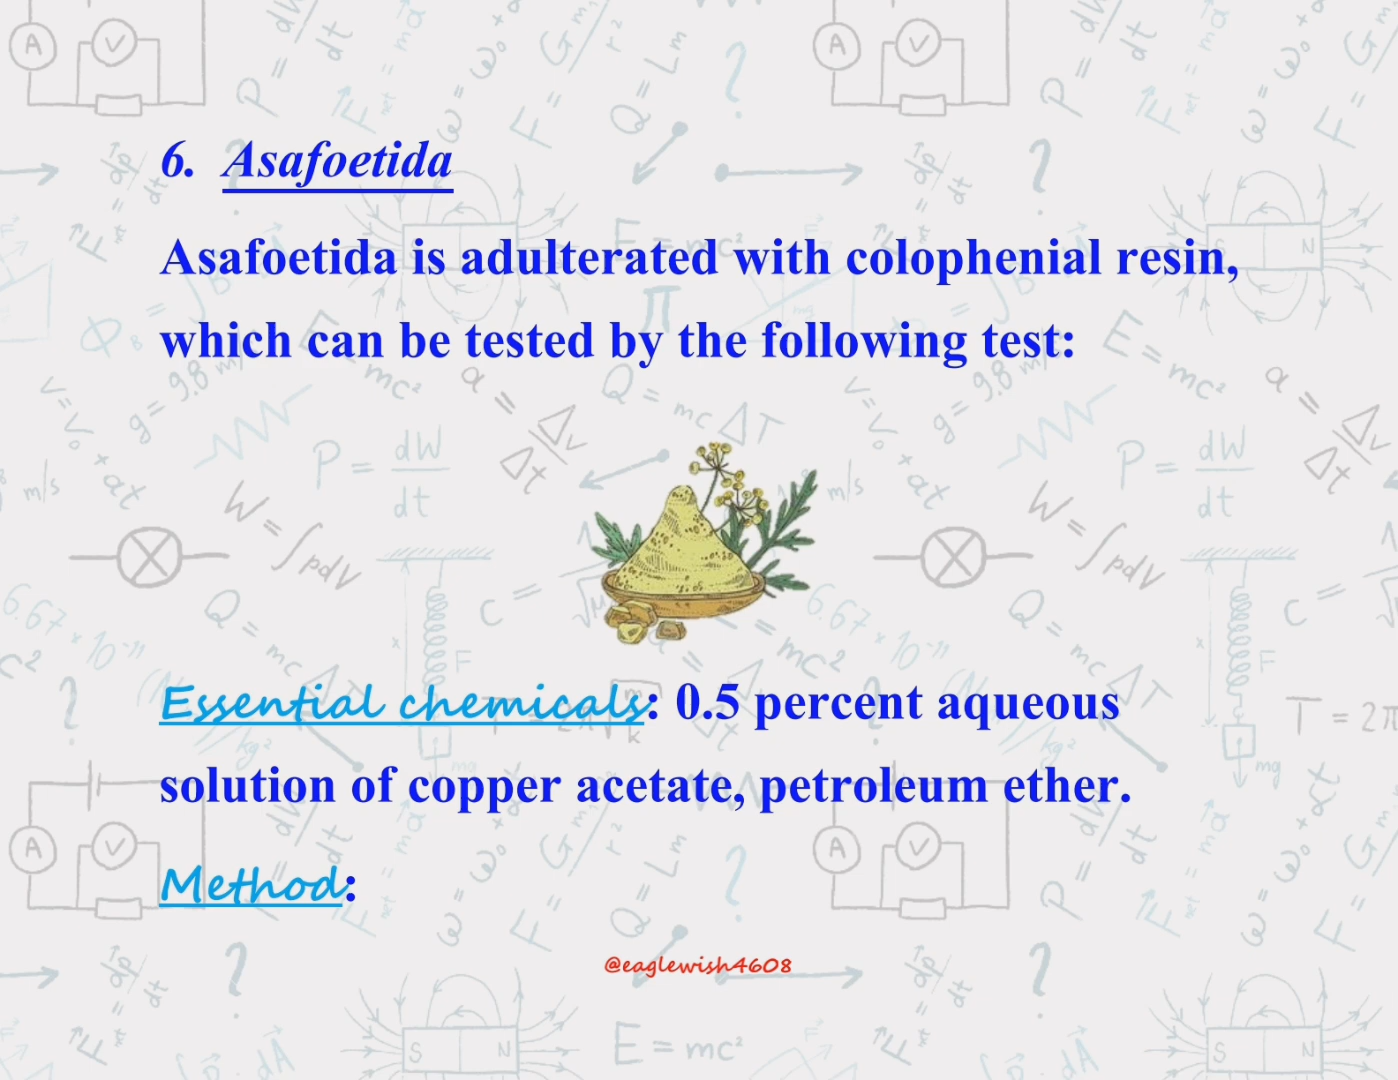 6. Asafoetida
Asafoetida is adulterated with colophenial resin,
which can be tested by the following test:
Essential chemicals: 0.5 percent aqueous
solution of copper acetate, petroleum ether.
Method:
@eaglewish4608